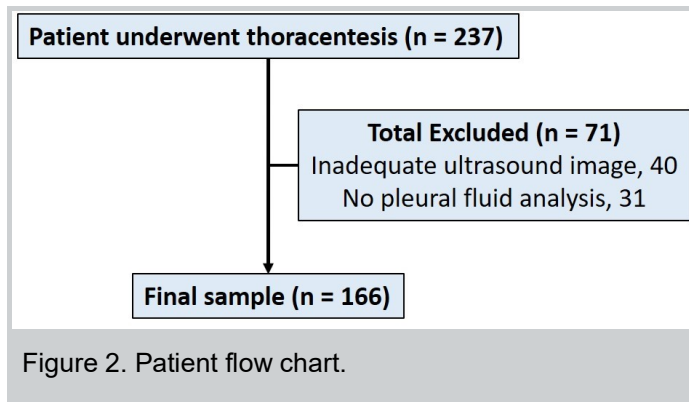 Patient underwent thoracentesis (n = 237)
Total Excluded (n = 71)
Inadequate ultrasound image, 40
No pleural fluid analysis, 31
Final sample (n = 166)
Figure 2. Patient flow chart.